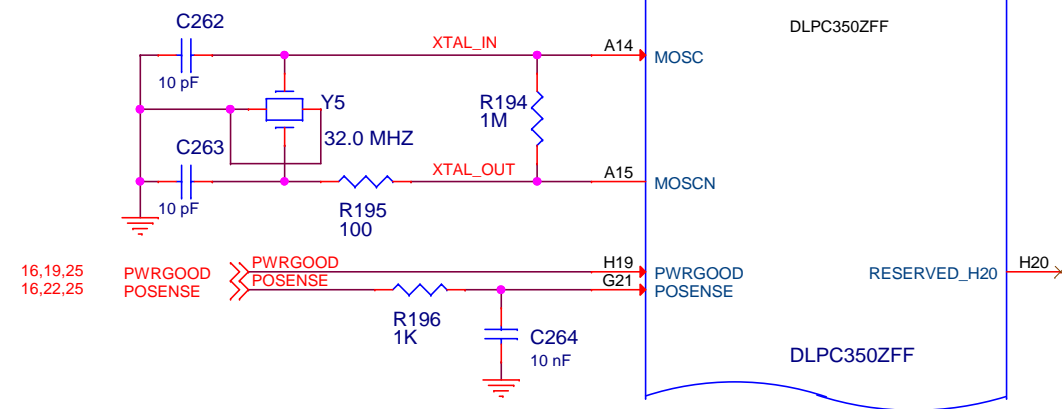 C262
10 pF
XTAL_IN
A14
MOSC
DLPC350ZFF
Y5
32.0 MHZ
R194
1M
C263
10 pF
XTAL_OUT
A15
MOSCN
R195
100
16,19,25 PWRGOOD PWRGOOD H19 PWRGOOD
16,22,25 POSENSE POSENSE G21 POSENSE
RESERVED_H20 H20
R196
1K
C264
10 nF
DLPC350ZFF